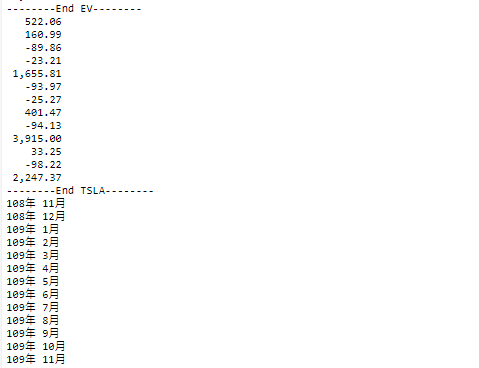 --------End EV--------
522.06
160.99
-89.86
-23.21
1,655.81
-93.97
-25.27
401.47
-94.13
3,915.00
33.25
-98.22
2,247.37
--------End TSLA--------
108年 11月
108年 12月
109年 1月
109年 2月
109年 3月
109年 4月
109年 5月
109年 6月
109年 7月
109年 8月
109年 9月
109年 10月
109年 11月